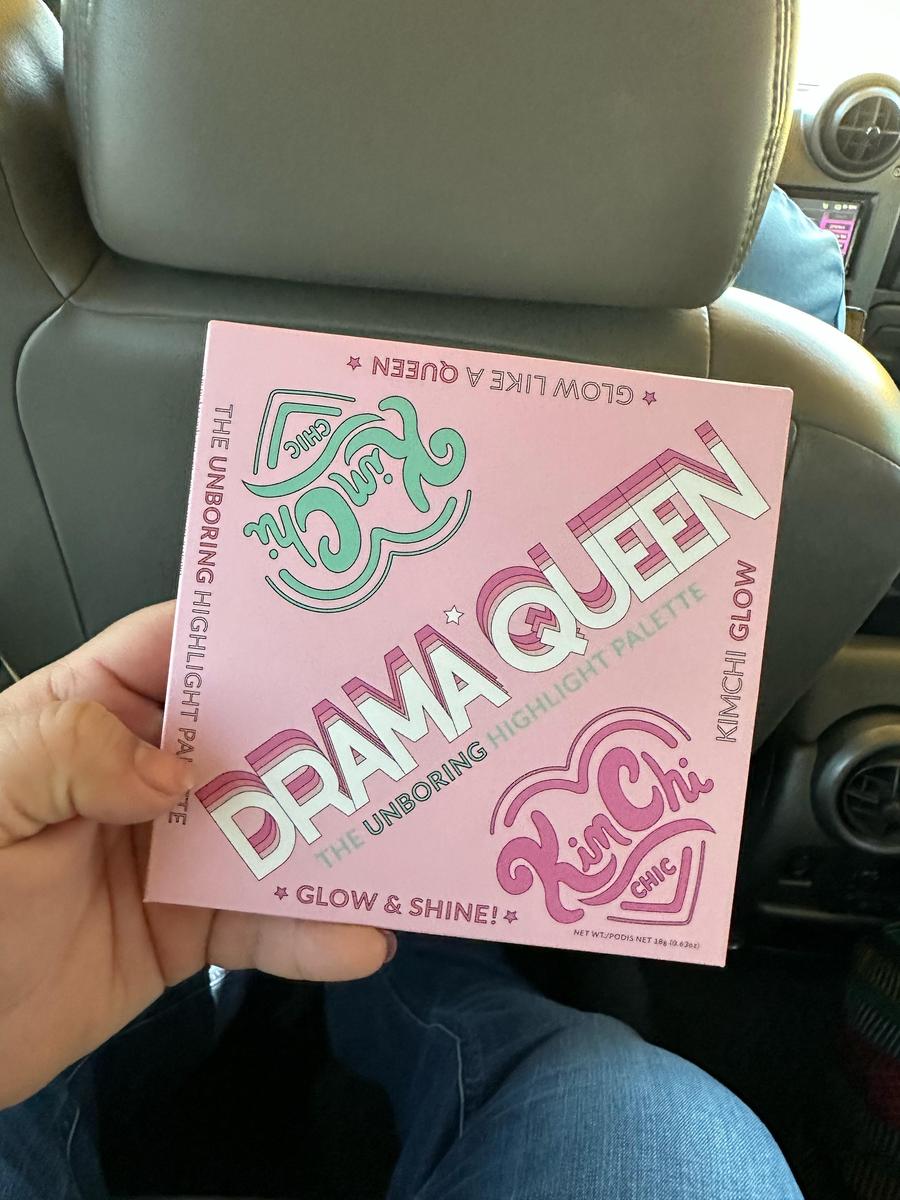 ★ GLOW LIKE A QUEEN ★
KimChi
CHIC
THE UNBORING HIGHLIGHT PALETTE
DRAMA QUEEN
THE UNBORING HIGHLIGHT PALETTE
KIMCHI GLOW
KimChi
CHIC
★ GLOW & SHINE! ★
NET WT./PODIS NET 18g (0.63oz)